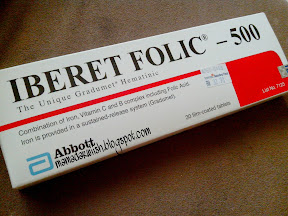 IBERET FOLIC® – 500
The Unique Gradumet® Hematinic
Combination of Iron, Vitamin C and B complex including Folic Acid
Iron is provided in a sustained-release system (Gradumet).
Abbott
30 film-coated tablets
mamadanish.blogspot.com